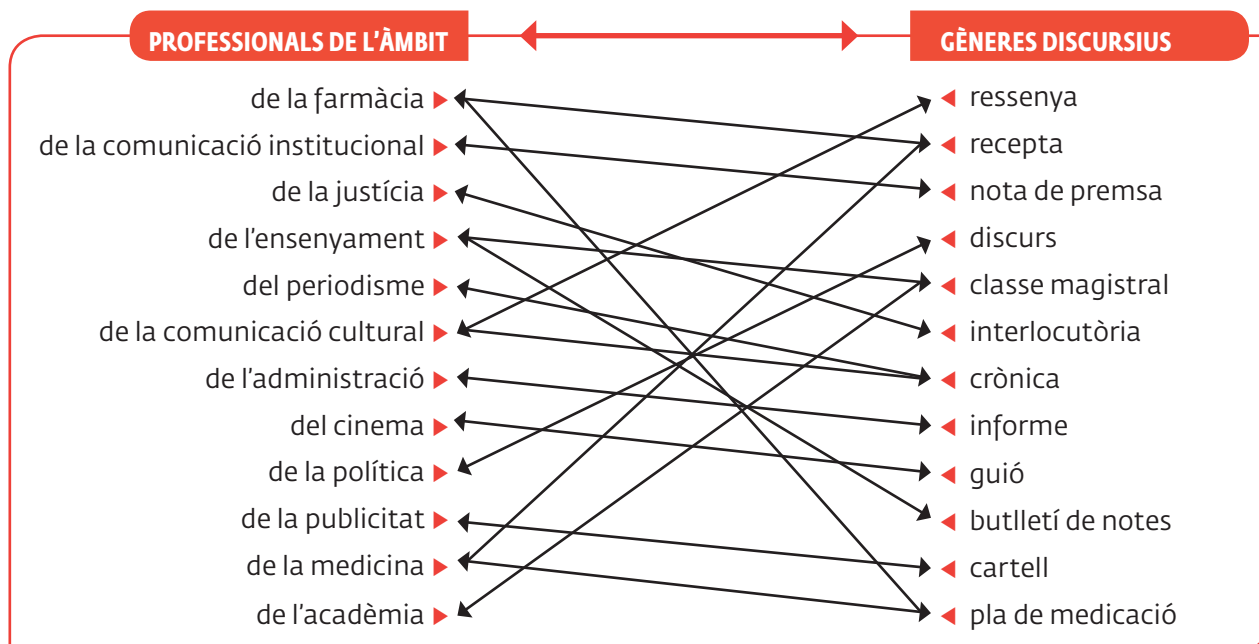 PROFESSIONALS DE L'ÀMBIT
de la farmàcia
de la comunicació institucional
de la justícia
de l'ensenyament
del periodisme
de la comunicació cultural
de l'administració
del cinema
de la política
de la publicitat
de la medicina
de l'acadèmia
GÈNERES DISCURSIUS
ressenya
recepta
nota de premsa
discurs
classe magistral
interlocutòria
crònica
informe
guió
butlletí de notes
cartell
pla de medicació